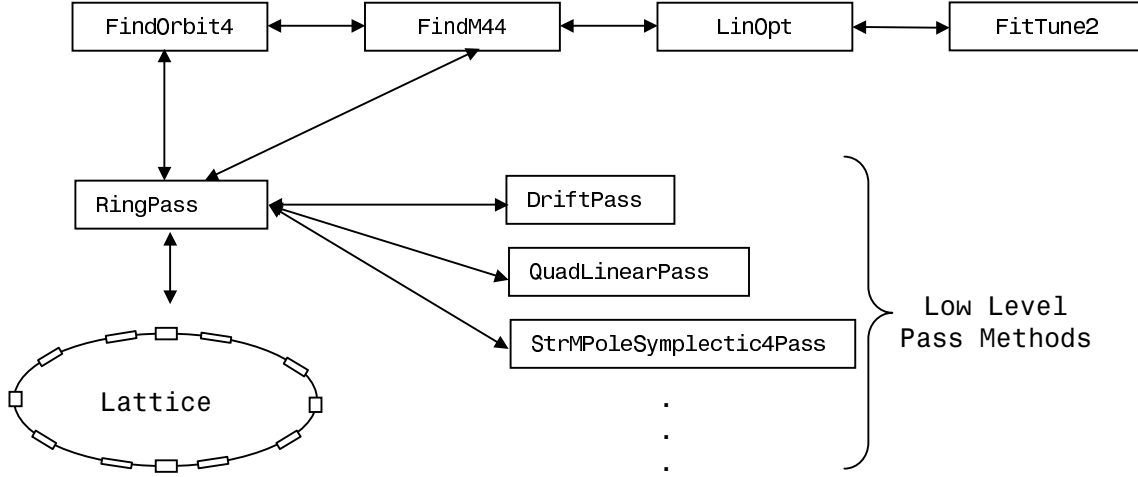 FindOrbit4
FindM44
LinOpt
FitTune2
RingPass
DriftPass
QuadLinearPass
StrMPoleSymplectic4Pass
.
.
.
Low Level
Pass Methods
Lattice